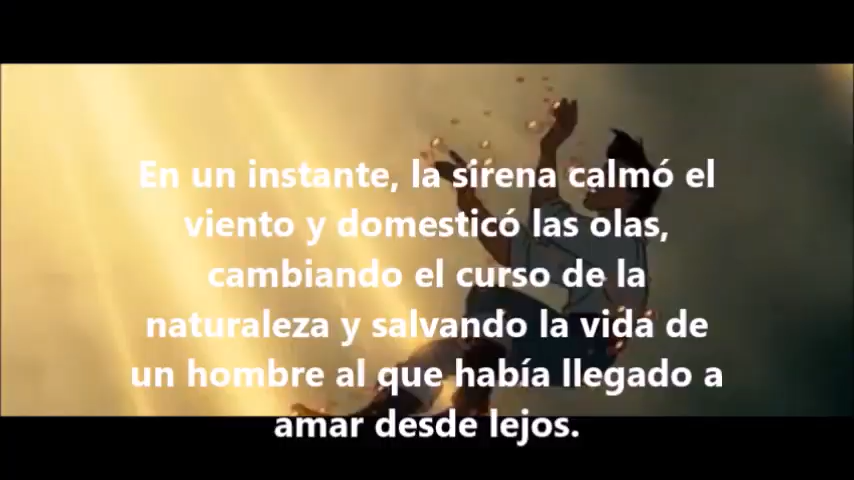 En un instante, la sirena calmó el
viento y domesticó las olas,
cambiando el curso de la
naturaleza y salvando la vida de
un hombre al que había llegado a
amar desde lejos.